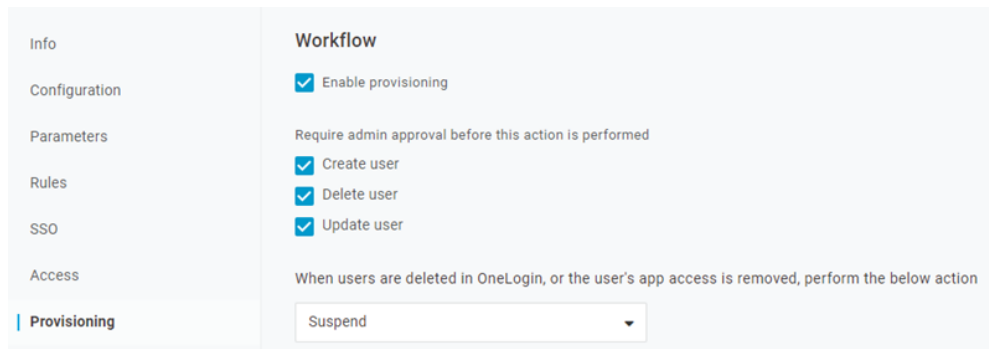 Info
Configuration
Parameters
Rules
SSO
Access
Provisioning
Workflow
Enable provisioning
Require admin approval before this action is performed
Create user
Delete user
Update user
When users are deleted in OneLogin, or the user's app access is removed, perform the below action
Suspend